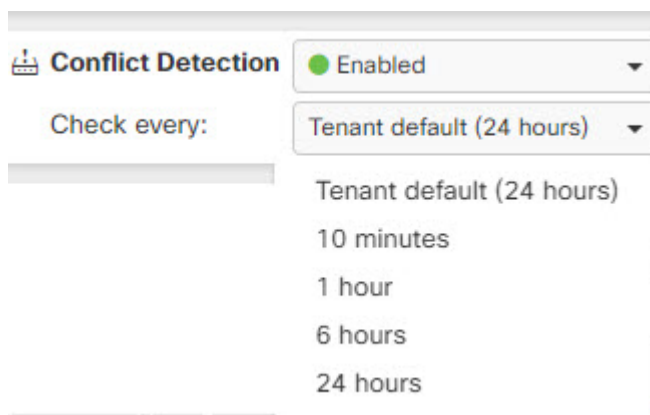 Conflict Detection Enabled
Check every: Tenant default (24 hours)
Tenant default (24 hours)
10 minutes
1 hour
6 hours
24 hours